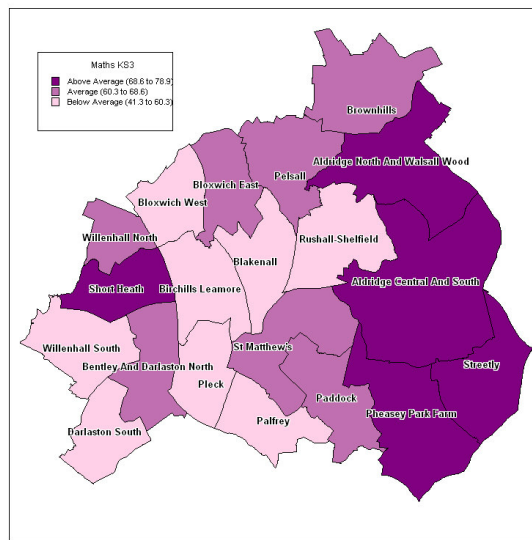 Maths KS3
Above Average (68.6 to 78.9)
Average (60.3 to 68.6)
Below Average (41.3 to 60.3)
Brownhills
Aldridge North And Walsall Wood
Pelsall
Bloxwich East
Bloxwich West
Willenhall North
Rushall-Shelfield
Blakenall
Short Heath
Birchills Leamore
Aldridge Central And South
Willenhall South
St Matthew's
Bentley And Darlaston North
Streetly
Pleck
Paddock
Pheasey Park Farm
Palfrey
Darlaston South